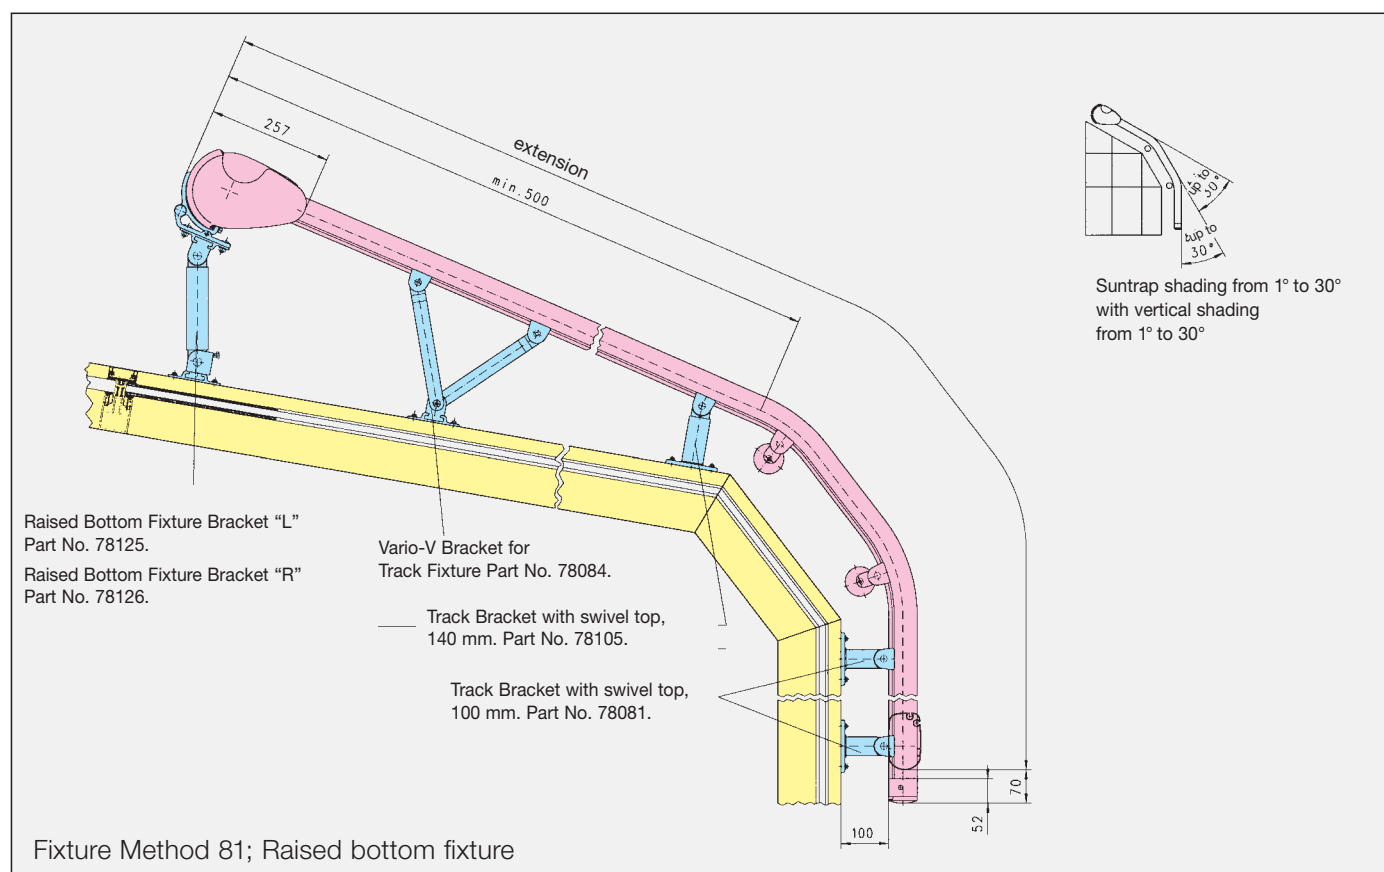 257
extension
min.500
up to
30°
up to
30°
Suntrap shading from 1° to 30°
with vertical shading
from 1° to 30°
Raised Bottom Fixture Bracket “L”
Part No. 78125.
Raised Bottom Fixture Bracket “R”
Part No. 78126.
Vario-V Bracket for
Track Fixture Part No. 78084.
Track Bracket with swivel top,
140 mm. Part No. 78105.
Track Bracket with swivel top,
100 mm. Part No. 78081.
70
52
100
Fixture Method 81; Raised bottom fixture